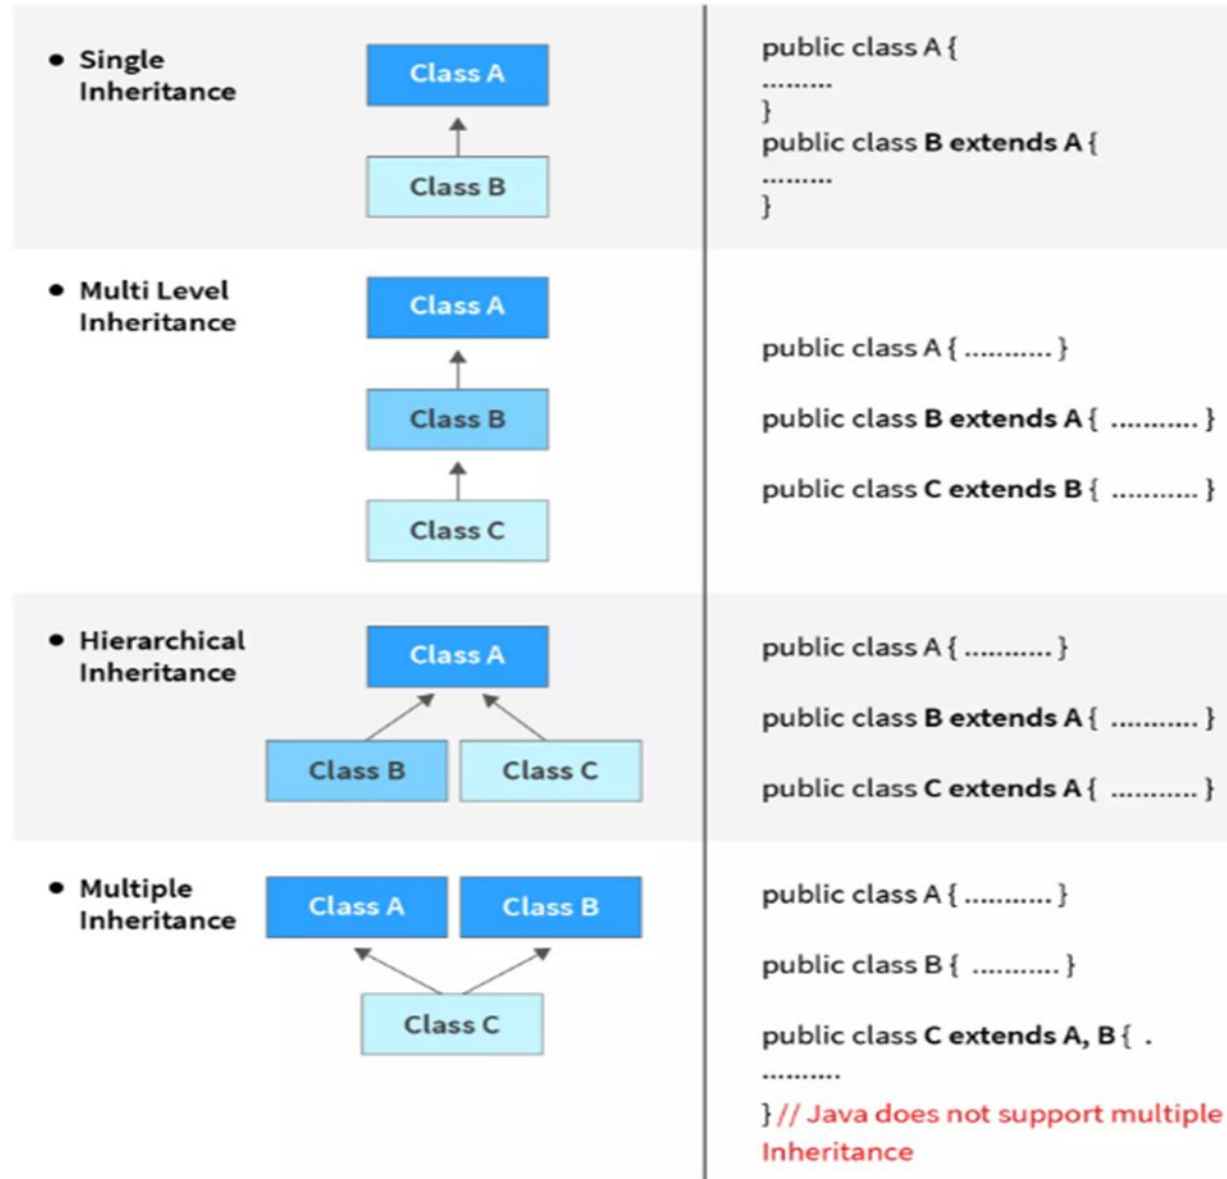 ● Single
Inheritance
Class A
Class B
public class A {
.........
}
public class B extends A {
.........
}
● Multi Level
Inheritance
Class A
Class B
Class C
public class A { ........... }
public class B extends A { ........... }
public class C extends B { ........... }
● Hierarchical
Inheritance
Class A
Class B
Class C
public class A { ........... }
public class B extends A { ........... }
public class C extends A { ........... }
● Multiple
Inheritance
Class A
Class B
Class C
public class A { ........... }
public class B { ........... }
public class C extends A, B { .
..........
} // Java does not support multiple
Inheritance